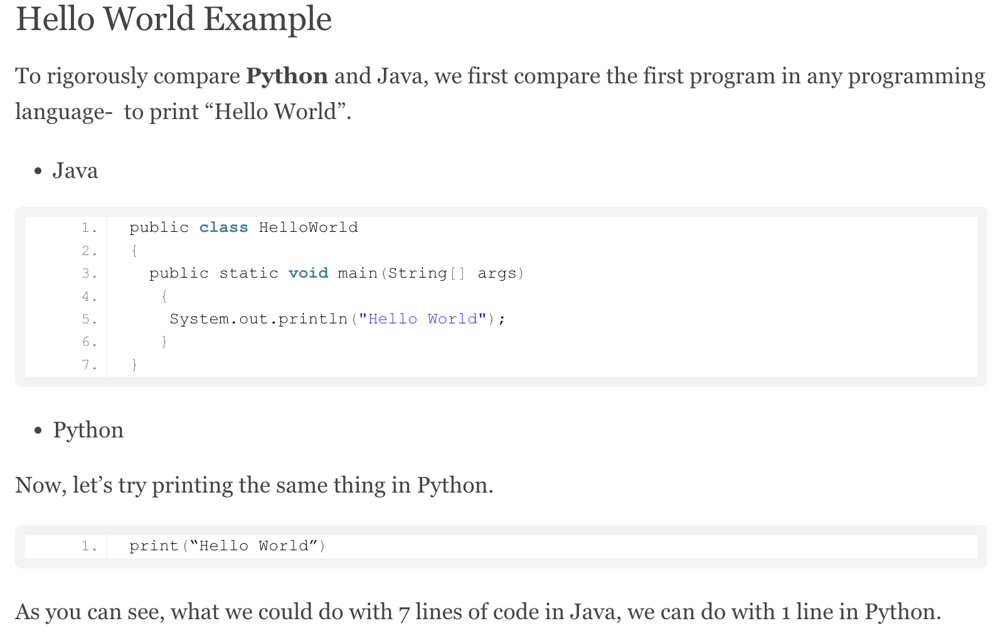 Hello World Example
To rigorously compare Python and Java, we first compare the first program in any programming
language-  to print “Hello World”.
• Java
1. public class HelloWorld
2. {
3.   public static void main(String[] args)
4.    {
5.     System.out.println("Hello World");
6.    }
7. }
• Python
Now, let’s try printing the same thing in Python.
1. print(“Hello World”)
As you can see, what we could do with 7 lines of code in Java, we can do with 1 line in Python.